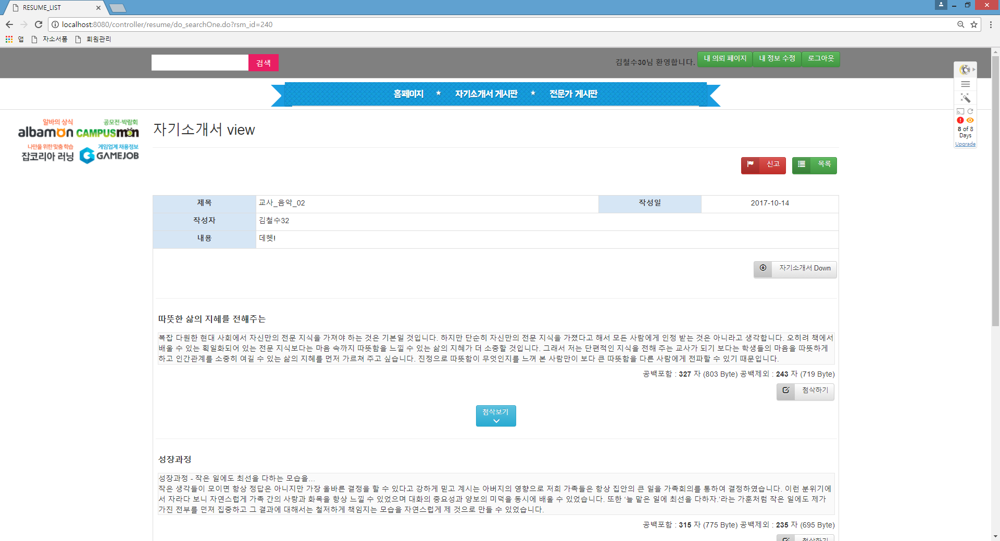 RESUME_LIST
localhost:8080/controller/resume/do_searchOne.do?rsm_id=240
앱 자소서폼 회원관리
검색
김철수30님 환영합니다. 내 의뢰 페이지 내 정보 수정 로그아웃
홈페이지 ★ 자기소개서 게시판 ★ 전문가 게시판
알바의 상식 공모전·박람회
albamon CAMPUSmon
나만을 위한 맞춤 학습 게임업계 채용정보
잡코리아 러닝 GAMEJOB
8 of 8
Days
Upgrade
자기소개서 view
신고 목록
제목 교사_음악_02 작성일 2017-10-14
작성자 김철수32
내용 데헷!
자기소개서 Down
따뜻한 삶의 지혜를 전해주는
복잡 다원한 현대 사회에서 자신만의 전문 지식을 가져야 하는 것은 기본일 것입니다. 하지만 단순히 자신만의 전문 지식을 가졌다고 해서 모든 사람에게 인정 받는 것은 아니라고 생각합니다. 오히려 책에서
배울 수 있는 획일화되어 있는 전문 지식보다는 마음 속까지 따뜻함을 느낄 수 있는 삶의 지혜가 더 소중할 것입니다. 그래서 저는 단편적인 지식을 전해 주는 교사가 되기 보다는 학생들의 마음을 따뜻하게
하고 인간관계를 소중히 여길 수 있는 삶의 지혜를 먼저 가르쳐 주고 싶습니다. 진정으로 따뜻함이 무엇인지를 느껴 본 사람만이 보다 큰 따뜻함을 다른 사람에게 전파할 수 있기 때문입니다.
공백포함 : 327 자 (803 Byte) 공백제외 : 243 자 (719 Byte)
첨삭하기
첨삭보기
성장과정
성장과정 - 작은 일에도 최선을 다하는 모습을...
작은 생각들이 모이면 항상 정답은 아니지만 가장 올바른 결정을 할 수 있다고 강하게 믿고 계시는 아버지의 영향으로 저희 가족들은 항상 집안의 큰 일을 가족회의를 통하여 결정하였습니다. 이런 분위기에
서 자라다 보니 자연스럽게 가족 간의 사랑과 화목을 항상 느낄 수 있었으며 대화의 중요성과 양보의 미덕을 동시에 배울 수 있었습니다. 또한 ‘늘 맡은 일에 최선을 다하자.’라는 가훈처럼 작은 일에도 제가
가진 전부를 던져 집중하고 그 결과에 대해서는 철저하게 책임지는 모습을 자연스럽게 제 것으로 만들 수 있었습니다.
공백포함 : 315 자 (775 Byte) 공백제외 : 235 자 (695 Byte)
첨삭하기